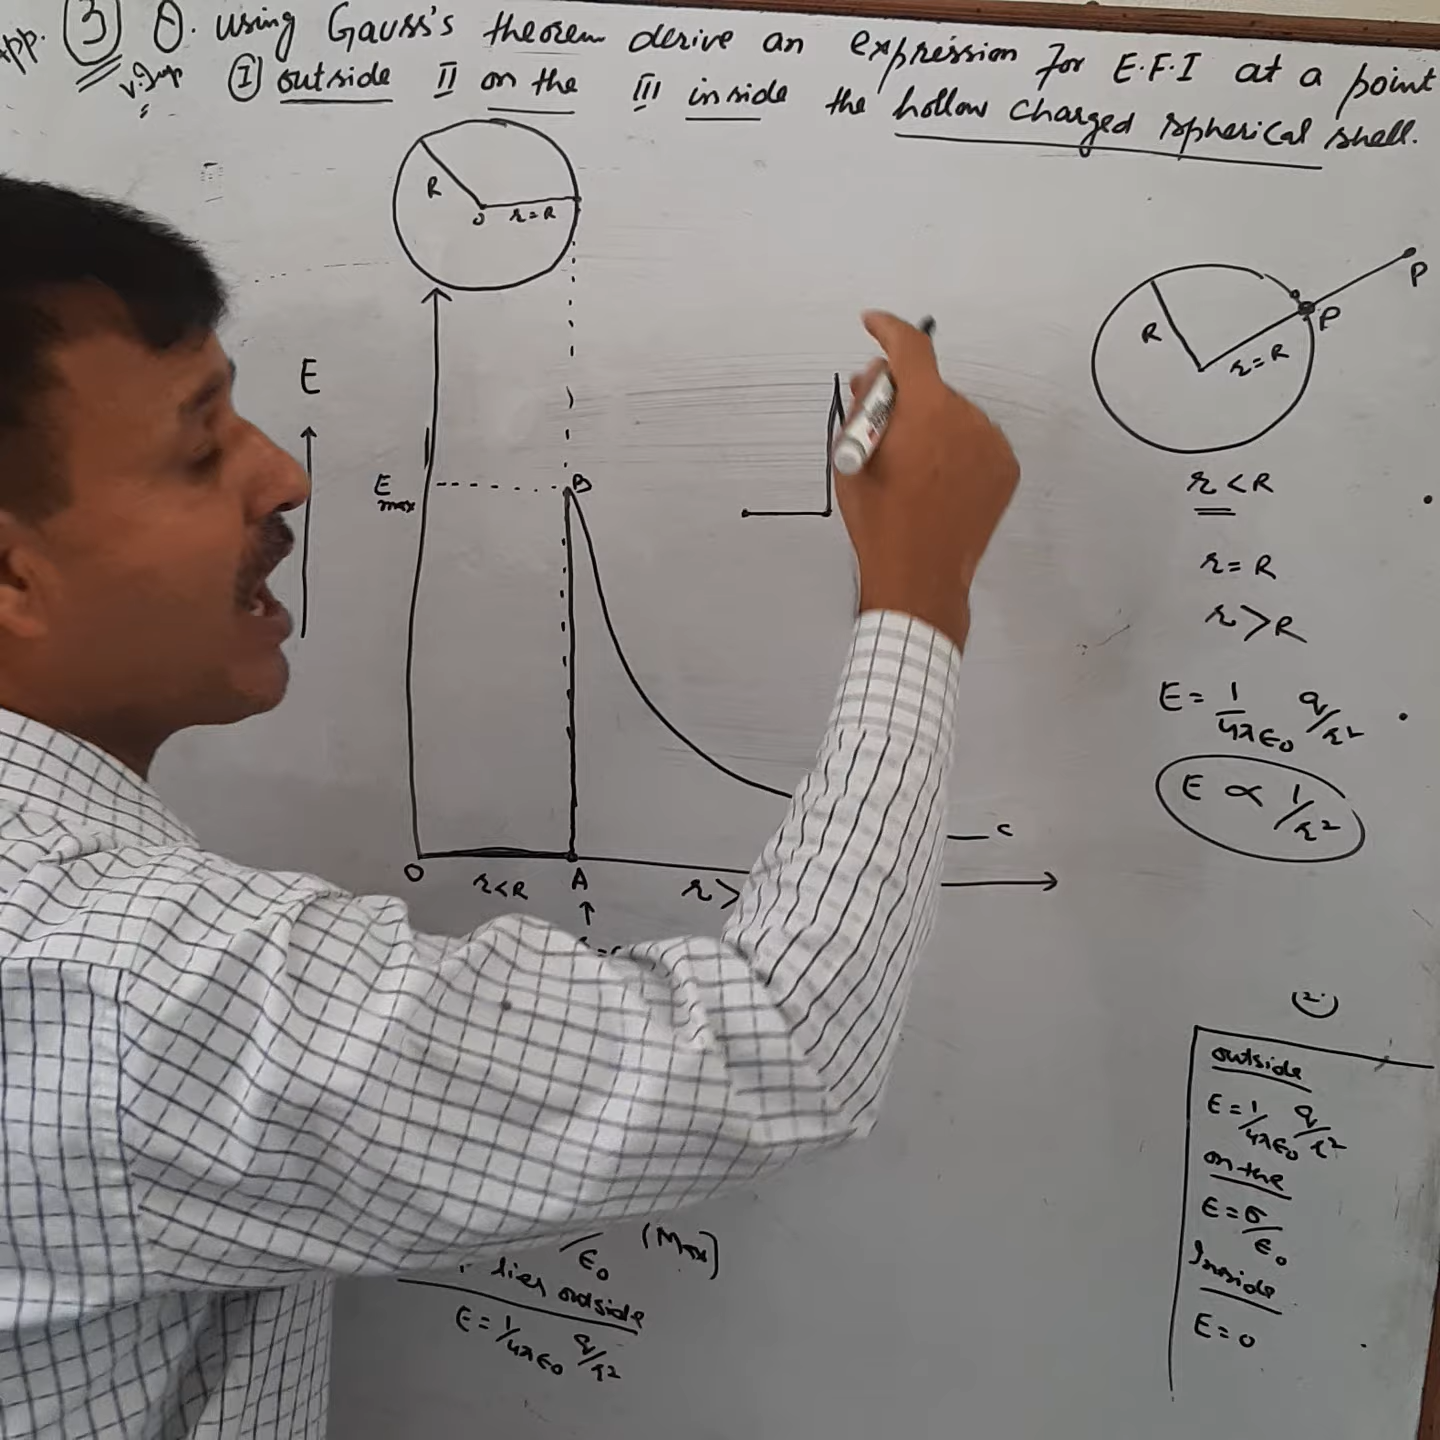 App. 3 Q. using Gauss's theorem derive an expression for E.F.I at a point
v.Imp I outside II on the III inside the hollow charged spherical shell.
R
O r=R
P
P
R
r=R
E
E max
B
r<R
r=R
r>R
E=1/4πε0 q/r²
E ∝ 1/r²
C
O r<R A r>
(2)
outside
E=1/4πε0 q/r²
on the
E=σ/ε0
Inside
E=0
/ε0 (Max)
lies outside
E=1/4πε0 q/r²